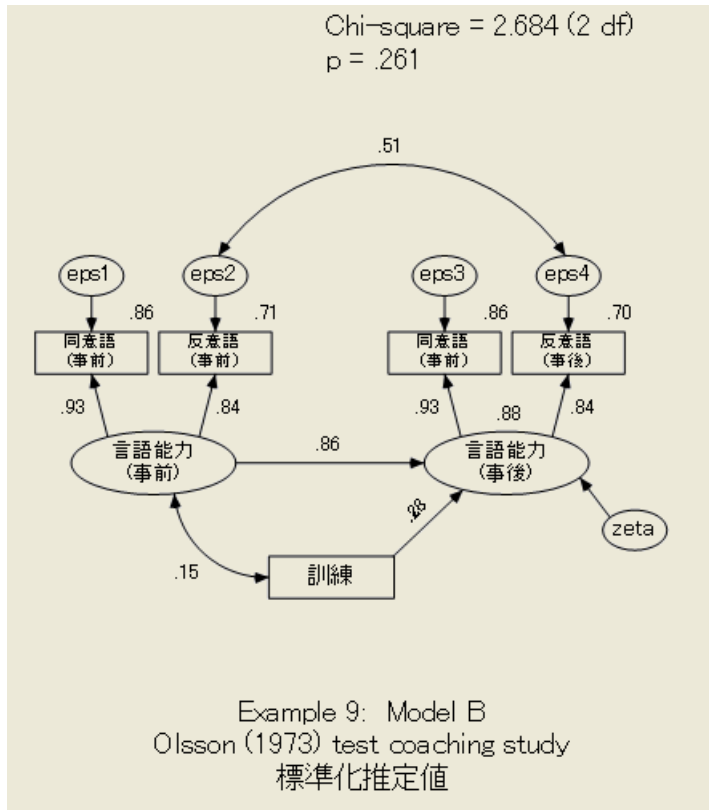 Chi-square = 2.684 (2 df)
p = .261
.51
eps1
eps2
eps3
eps4
.86
.71
.86
.70
同意語
(事前)
反意語
(事前)
同意語
(事前)
反意語
(事後)
.93
.84
.93
.88
.84
言語能力
(事前)
.86
言語能力
(事後)
.28
zeta
.15
訓練
Example 9: Model B
Olsson (1973) test coaching study
標準化推定値